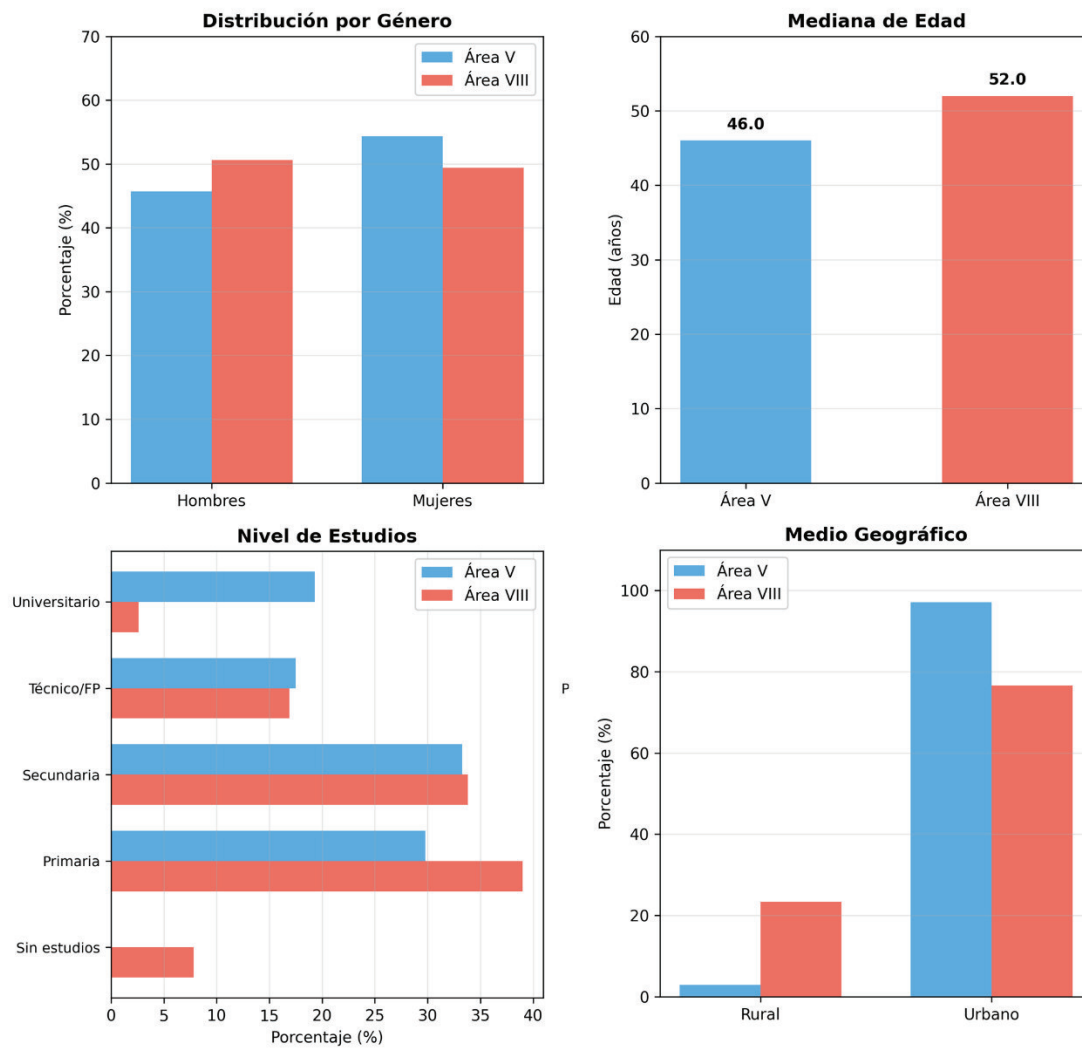 Distribución por Género
70
60
50
40
30
20
10
0
Porcentaje (%)
Hombres
Mujeres
Área V
Área VIII
Mediana de Edad
60
50
40
30
20
10
0
Edad (años)
46.0
52.0
Área V
Área VIII
Nivel de Estudios
Universitario
Técnico/FP
Secundaria
Primaria
Sin estudios
Área V
Área VIII
0 5 10 15 20 25 30 35 40
Porcentaje (%)
P
Medio Geográfico
100
80
60
40
20
0
Porcentaje (%)
Área V
Área VIII
Rural
Urbano